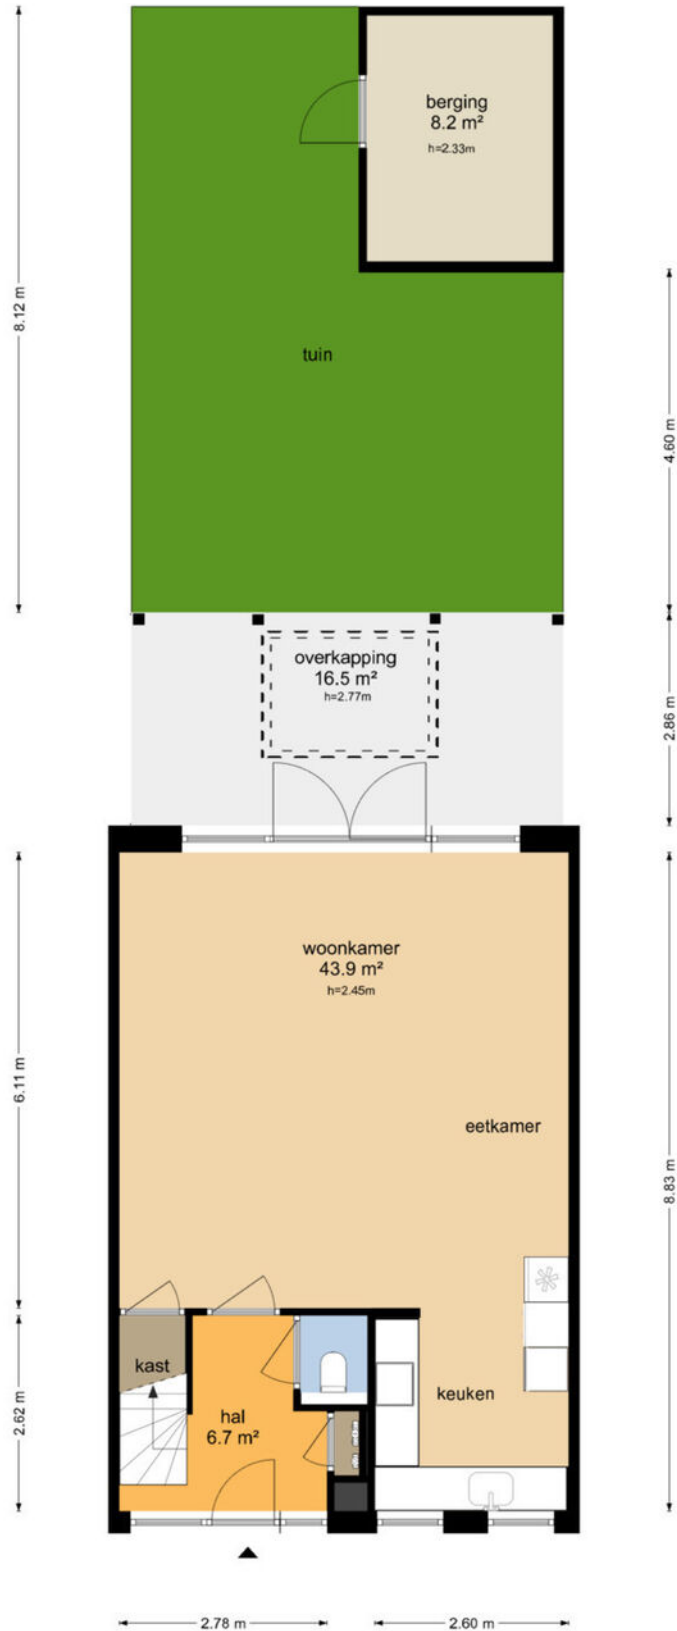 berging
8.2 m²
h=2.33m
8.12 m
tuin
4.60 m
overkapping
16.5 m²
h=2.77m
2.86 m
woonkamer
43.9 m²
h=2.45m
6.11 m
eetkamer
8.83 m
kast
keuken
2.62 m
hal
6.7 m²
2.78 m
2.60 m